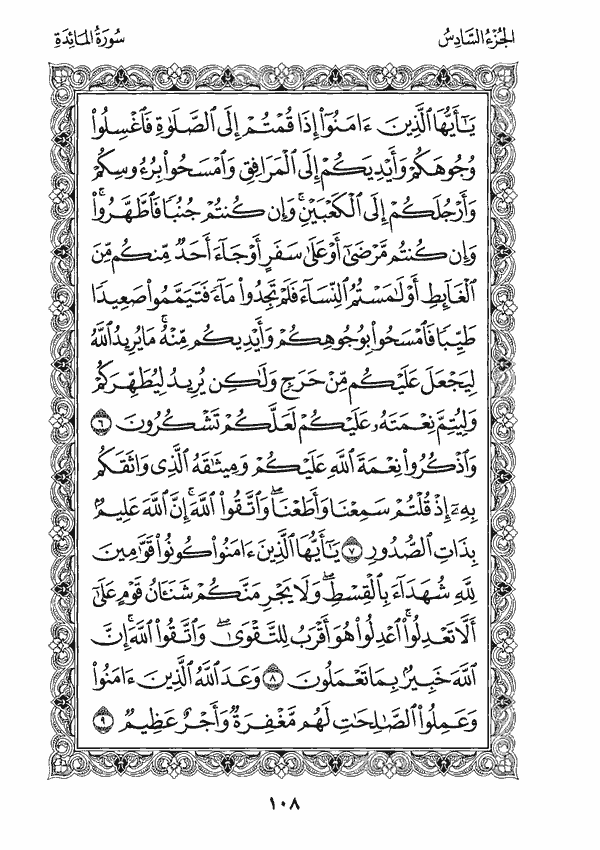 الجزء السادس
سورة المائدة
يَـٰٓأَيُّهَا ٱلَّذِينَ ءَامَنُوٓا۟ إِذَا قُمْتُمْ إِلَى ٱلصَّلَوٰةِ فَٱغْسِلُوا۟
وُجُوهَكُمْ وَأَيْدِيَكُمْ إِلَى ٱلْمَرَافِقِ وَٱمْسَحُوا۟ بِرُءُوسِكُمْ
وَأَرْجُلَكُمْ إِلَى ٱلْكَعْبَيْنِ ۚ وَإِن كُنتُمْ جُنُبًا فَٱطَّهَّرُوا۟ ۚ
وَإِن كُنتُم مَّرْضَىٰٓ أَوْ عَلَىٰ سَفَرٍ أَوْ جَآءَ أَحَدٌ مِّنكُم مِّنَ
ٱلْغَآئِطِ أَوْ لَـٰمَسْتُمُ ٱلنِّسَآءَ فَلَمْ تَجِدُوا۟ مَآءً فَتَيَمَّمُوا۟ صَعِيدًا
طَيِّبًا فَٱمْسَحُوا۟ بِوُجُوهِكُمْ وَأَيْدِيكُم مِّنْهُ ۚ مَا يُرِيدُ ٱللَّهُ
لِيَجْعَلَ عَلَيْكُم مِّنْ حَرَجٍ وَلَـٰكِن يُرِيدُ لِيُطَهِّرَكُمْ
وَلِيُتِمَّ نِعْمَتَهُۥ عَلَيْكُمْ لَعَلَّكُمْ تَشْكُرُونَ ٦
وَٱذْكُرُوا۟ نِعْمَةَ ٱللَّهِ عَلَيْكُمْ وَمِيثَـٰقَهُ ٱلَّذِى وَاثَقَكُم
بِهِۦٓ إِذْ قُلْتُمْ سَمِعْنَا وَأَطَعْنَا ۖ وَٱتَّقُوا۟ ٱللَّهَ ۚ إِنَّ ٱللَّهَ عَلِيمٌۢ
بِذَاتِ ٱلصُّدُورِ ٧ يَـٰٓأَيُّهَا ٱلَّذِينَ ءَامَنُوا۟ كُونُوا۟ قَوَّٰمِينَ
لِلَّهِ شُهَدَآءَ بِٱلْقِسْطِ ۖ وَلَا يَجْرِمَنَّكُمْ شَنَـَٔانُ قَوْمٍ عَلَىٰٓ
أَلَّا تَعْدِلُوا۟ ۚ ٱعْدِلُوا۟ هُوَ أَقْرَبُ لِلتَّقْوَىٰ ۖ وَٱتَّقُوا۟ ٱللَّهَ ۚ إِنَّ
ٱللَّهَ خَبِيرٌۢ بِمَا تَعْمَلُونَ ٨ وَعَدَ ٱللَّهُ ٱلَّذِينَ ءَامَنُوا۟
وَعَمِلُوا۟ ٱلصَّـٰلِحَـٰتِ لَهُم مَّغْفِرَةٌ وَأَجْرٌ عَظِيمٌ ٩
١٠٨